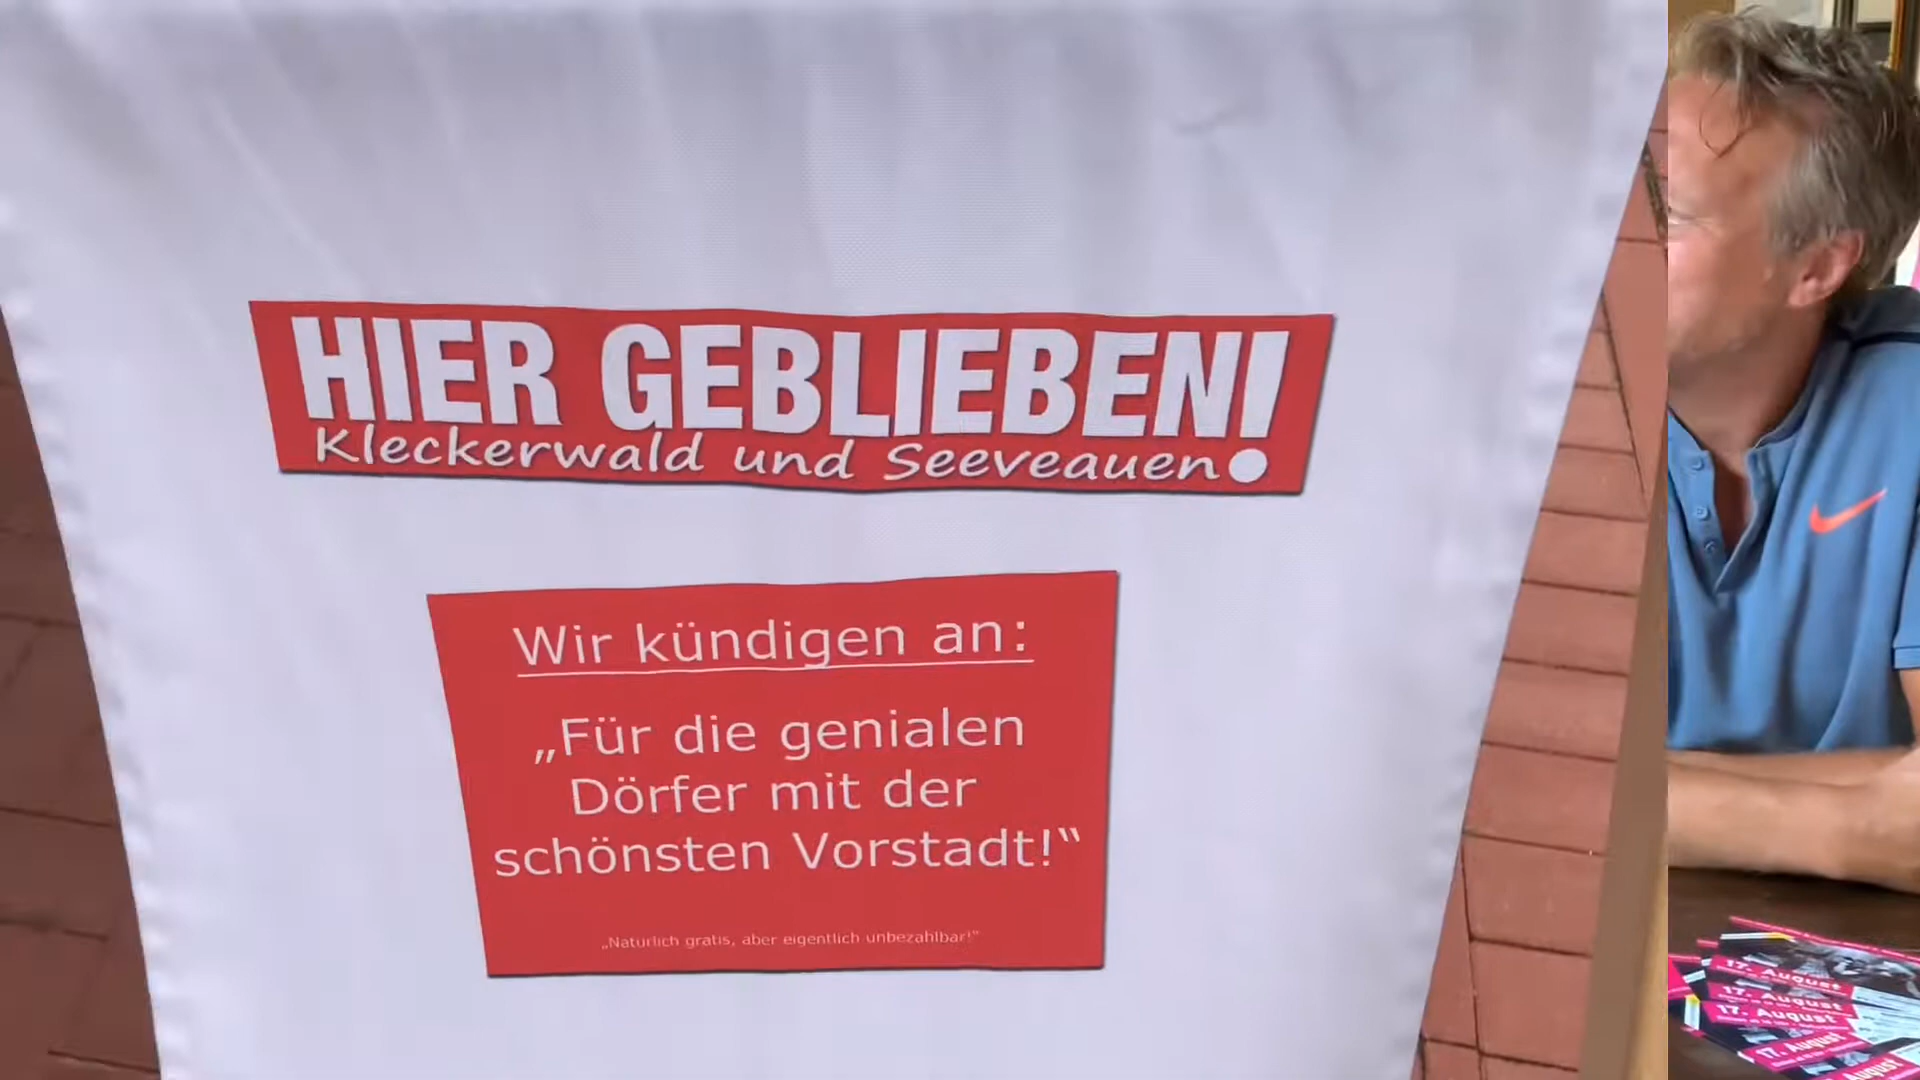 HIER GEBLIEBEN!
Kleckerwald und Seeveauen
Wir kündigen an:
„Für die genialen
Dörfer mit der
schönsten Vorstadt!“
„Natürlich gratis, aber eigentlich unbezahlbar!“
17. August
17. August
17. August
17. August
August